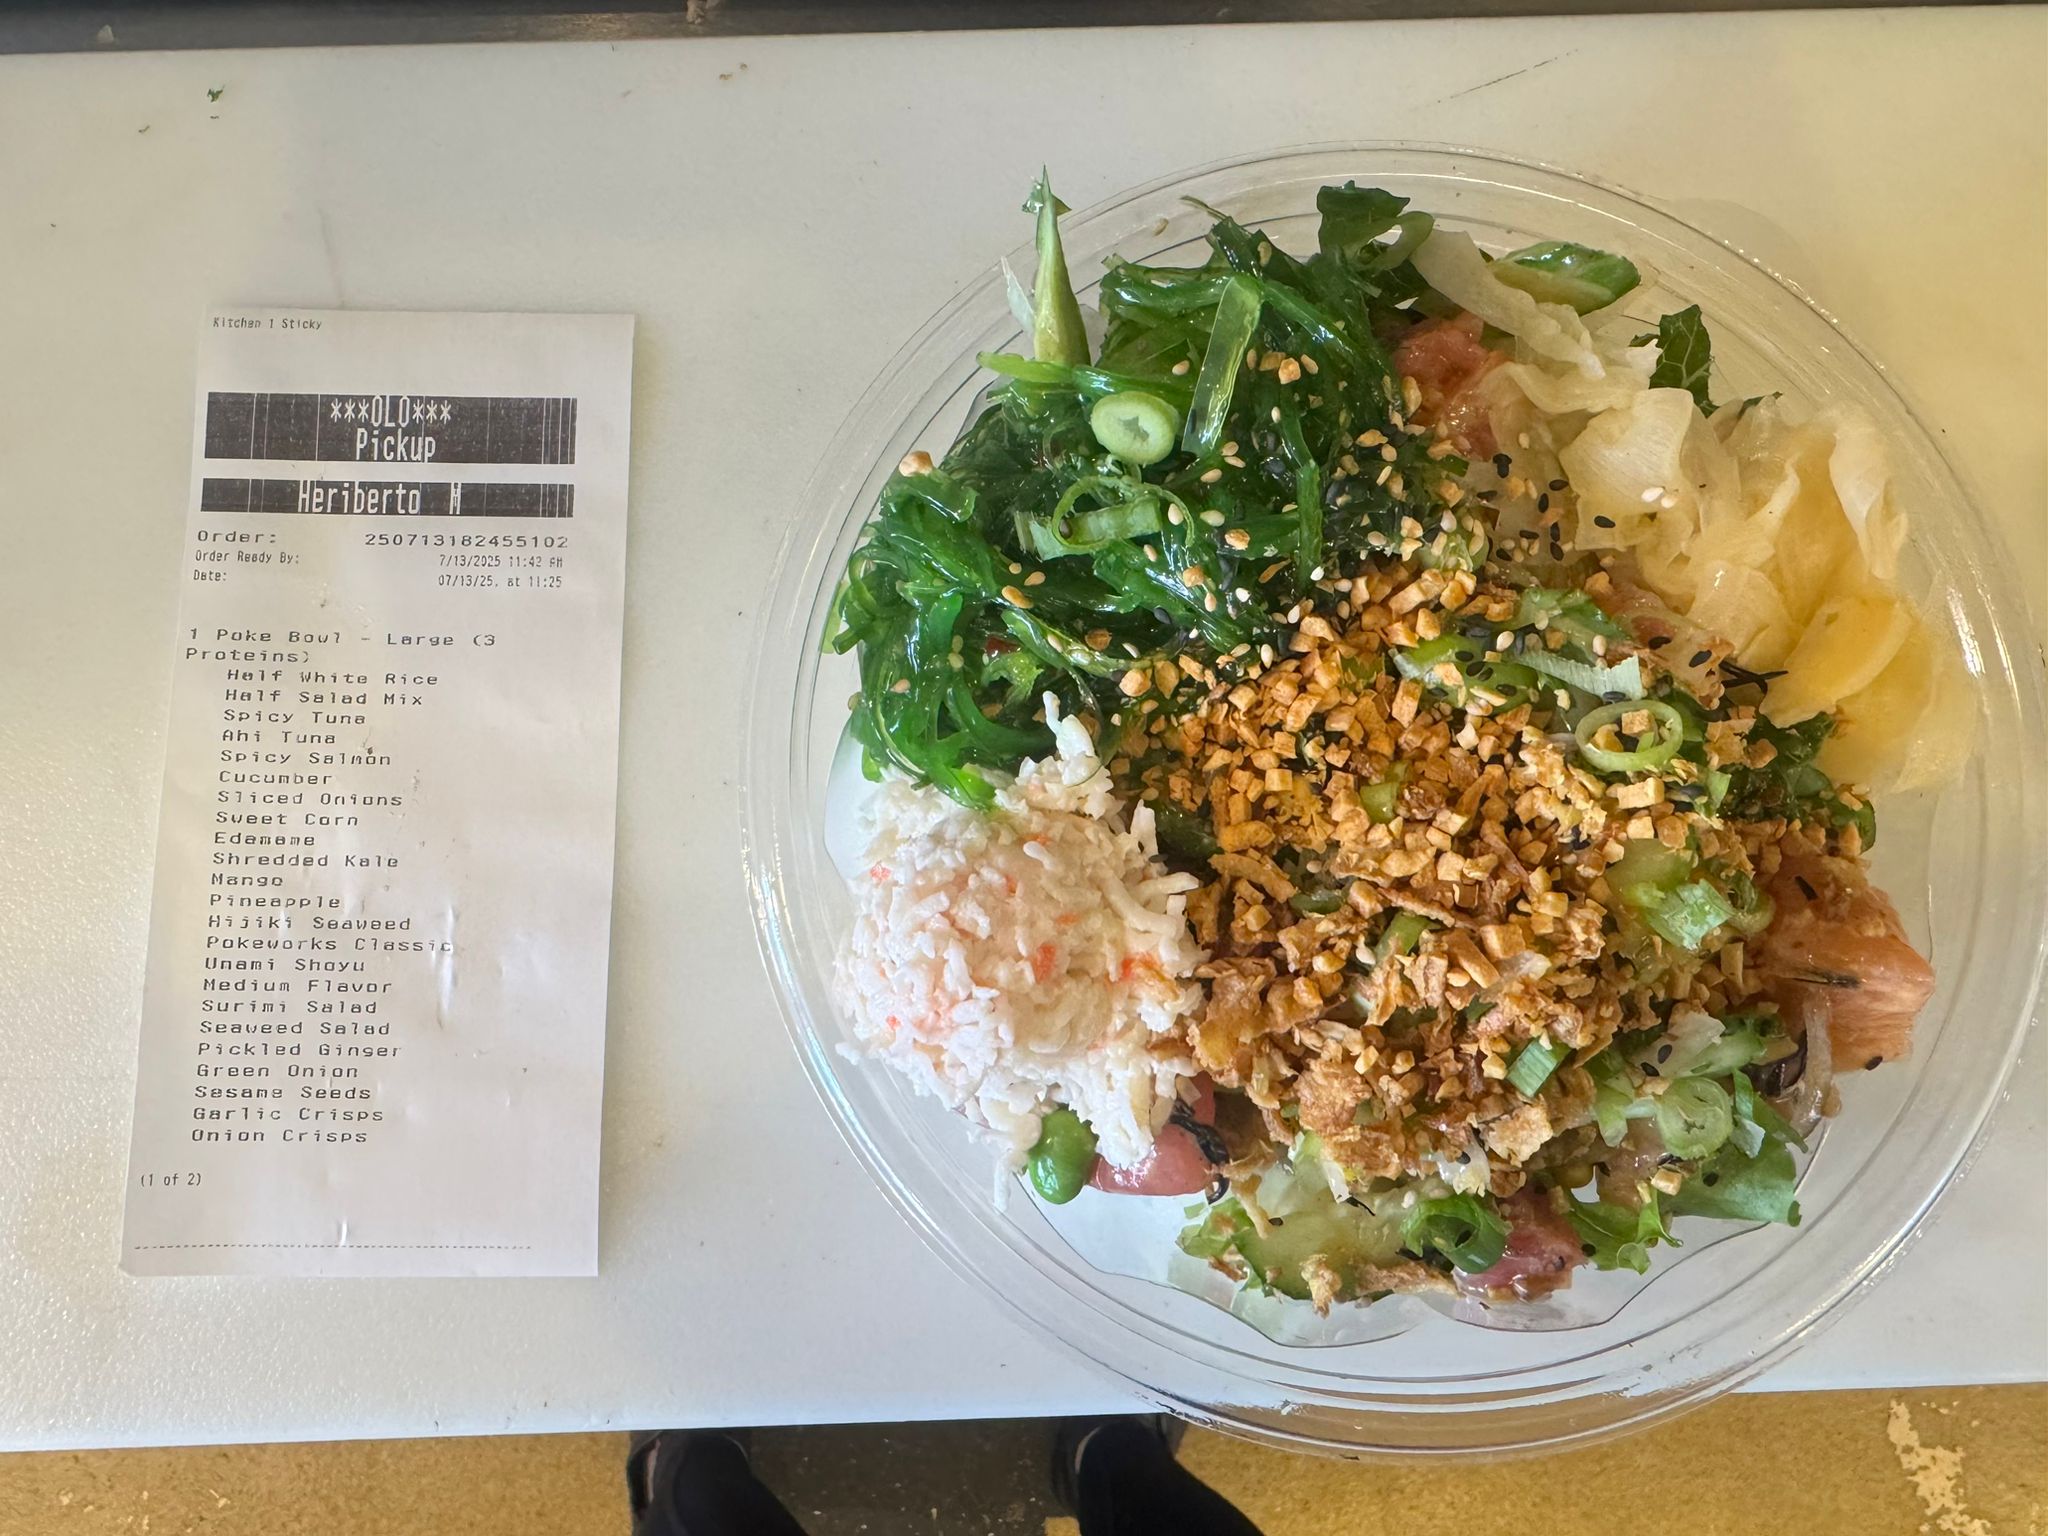 Kitchen 1 Sticky
***OLO***
Pickup
Heriberto M
Order: 250713182455102
Order Ready By: 7/13/2025 11:42 AM
Date: 07/13/25, at 11:25
1 Poke Bowl - Large (3
Proteins)
Half White Rice
Half Salad Mix
Spicy Tuna
Ahi Tuna
Spicy Salmon
Cucumber
Sliced Onions
Sweet Corn
Edamame
Shredded Kale
Mango
Pineapple
Hijiki Seaweed
Pokeworks Classic
Umami Shoyu
Medium Flavor
Surimi Salad
Seaweed Salad
Pickled Ginger
Green Onion
Sesame Seeds
Garlic Crisps
Onion Crisps
(1 of 2)